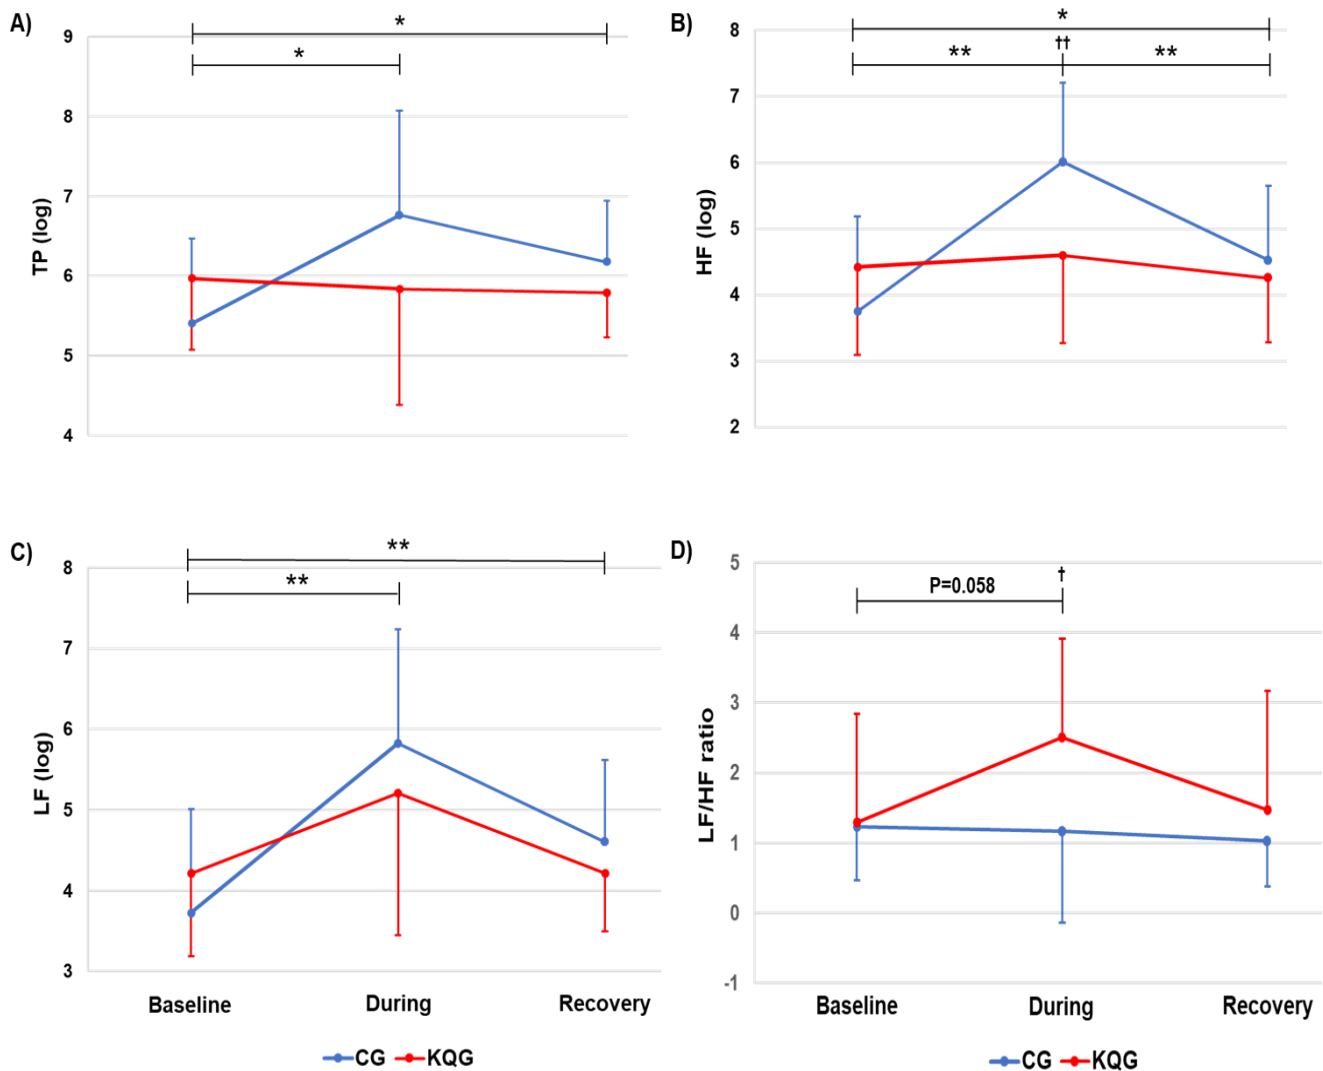 A)
*
*
9
8
7
6
5
4
TP (log)
B)
*
**
††
**
8
7
6
5
4
3
2
HF (log)
C)
**
**
8
7
6
5
4
3
LF (log)
Baseline
During
Recovery
CG
KQG
D)
P=0.058
†
5
4
3
2
1
0
-1
LF/HF ratio
Baseline
During
Recovery
CG
KQG